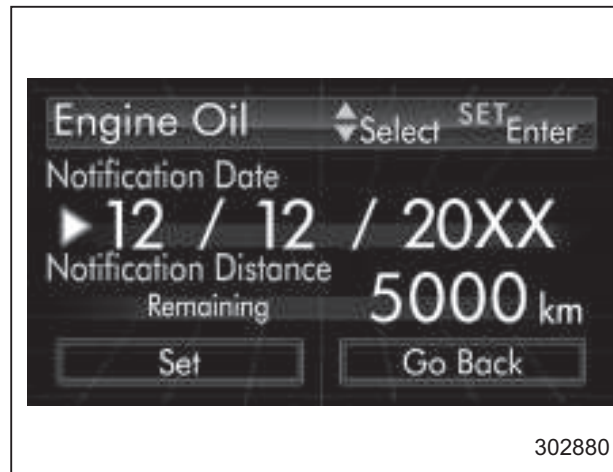 Engine Oil Select SET Enter
Notification Date
12 / 12 / 20XX
Notification Distance
Remaining 5000 km
Set Go Back
302880